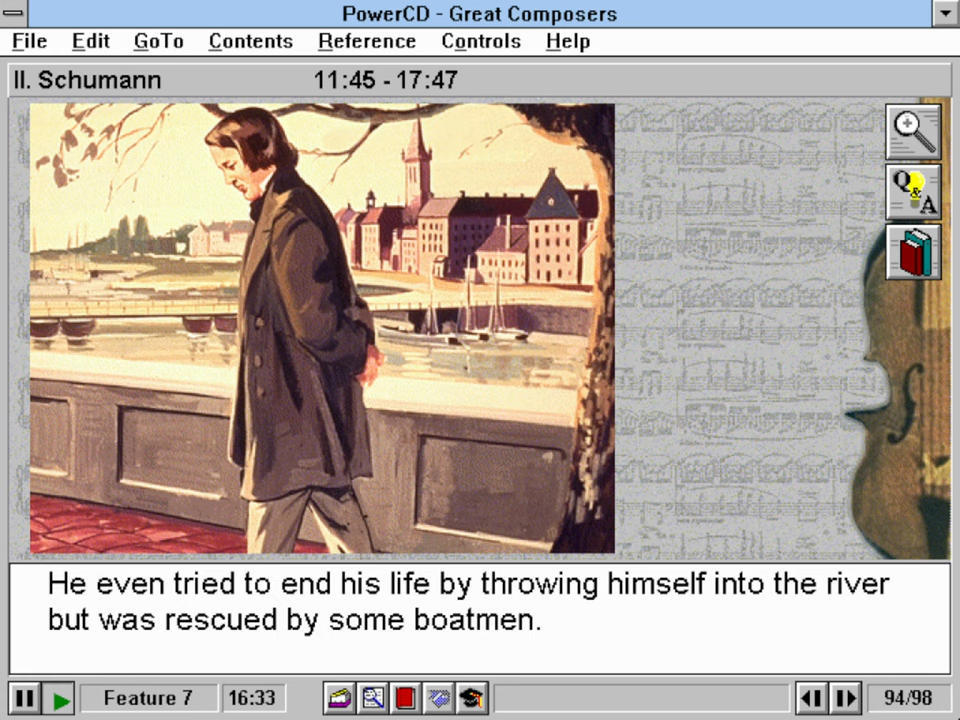 PowerCD - Great Composers
File Edit GoTo Contents Reference Controls Help
II. Schumann 11:45 - 17:47
Q
&
A
He even tried to end his life by throwing himself into the river
but was rescued by some boatmen.
Feature 7 16:33 94/98